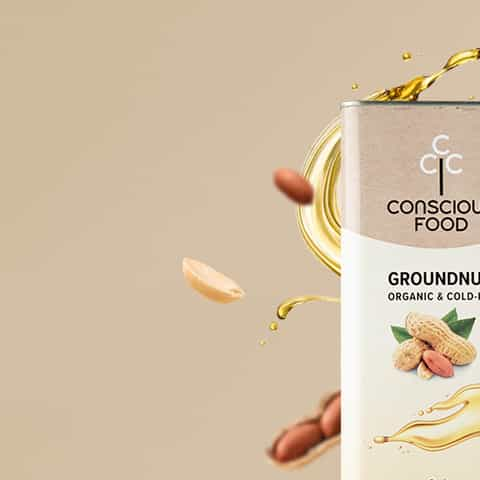 C
C C
CONSCIOU
FOOD
GROUNDNU
ORGANIC & COLD-